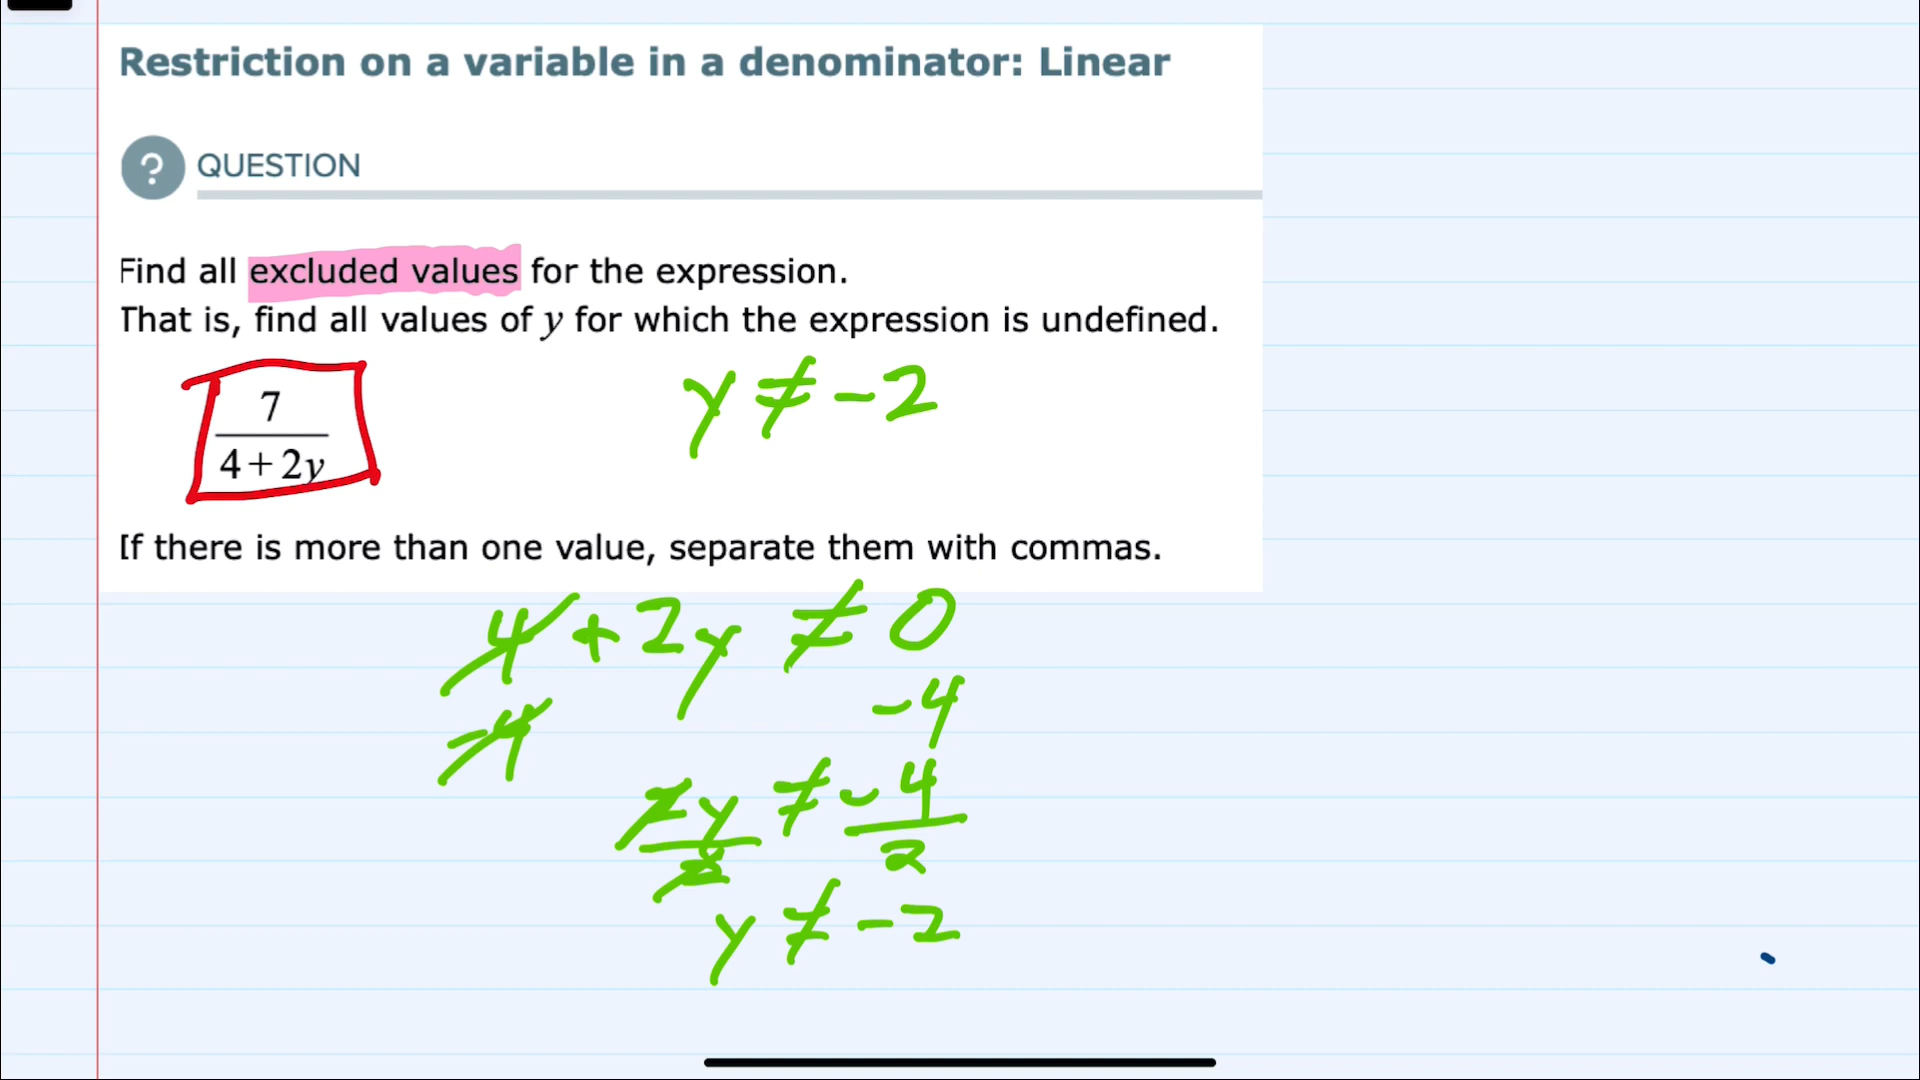 Restriction on a variable in a denominator: Linear
? QUESTION
Find all excluded values for the expression.
That is, find all values of y for which the expression is undefined.
7
4+2y
y ≠ -2
If there is more than one value, separate them with commas.
4 + 2y ≠ 0
-4 -4
2y ≠ -4
2 2
y ≠ -2